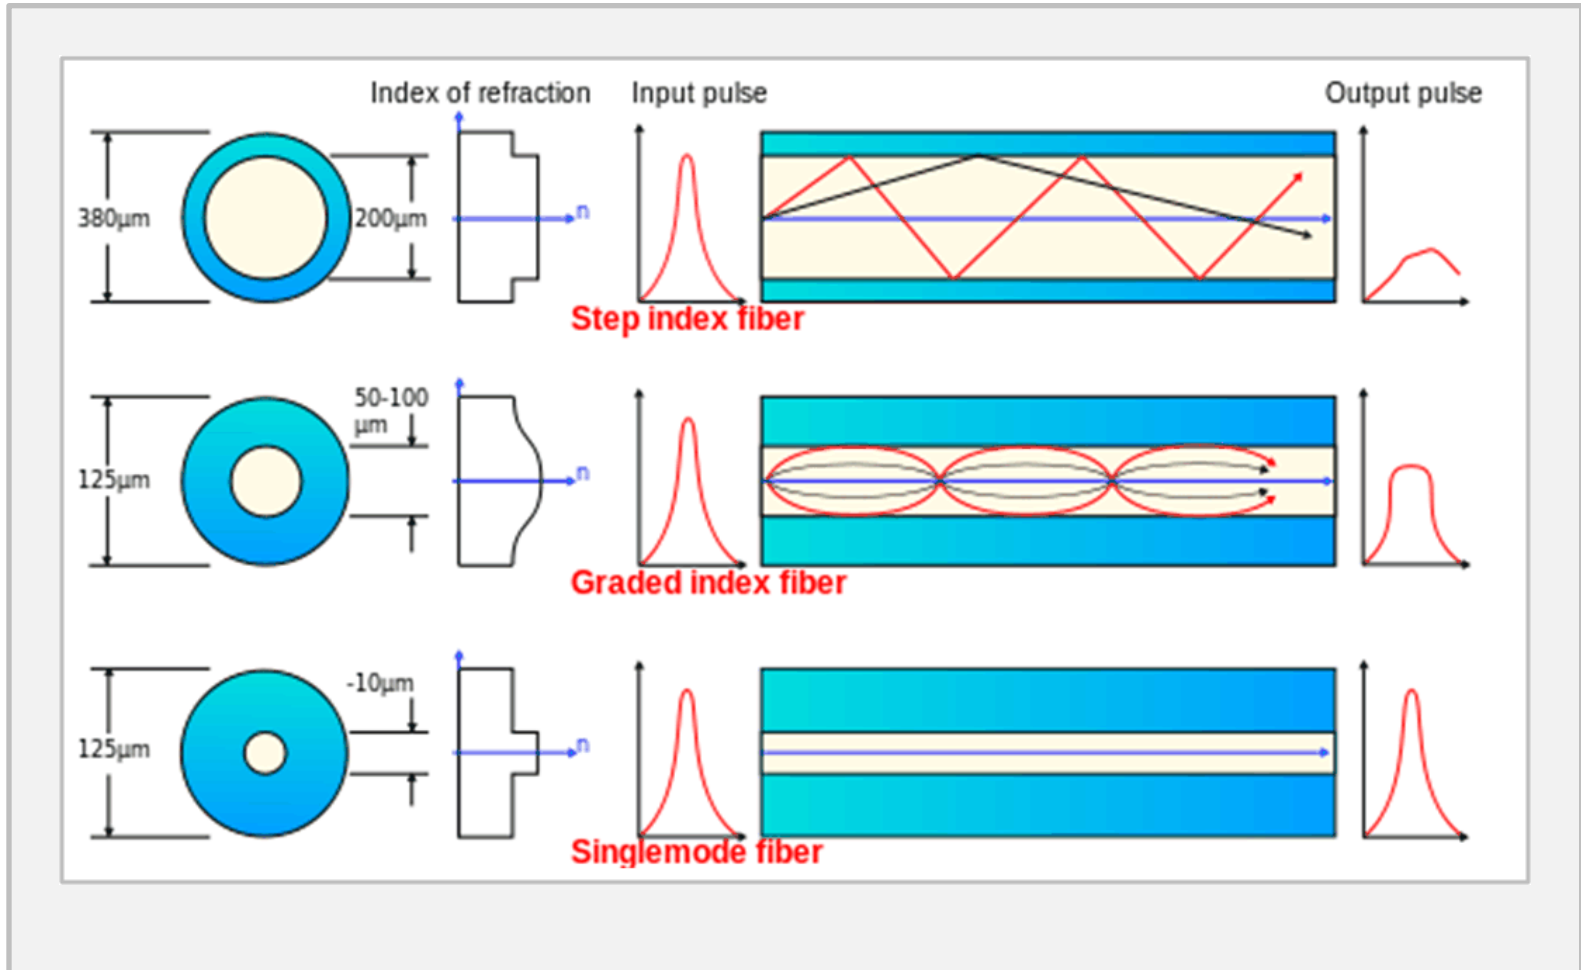 Index of refraction
Input pulse
Output pulse
380µm
200µm
n
Step index fiber
50-100
µm
125µm
n
Graded index fiber
-10µm
125µm
n
Singlemode fiber